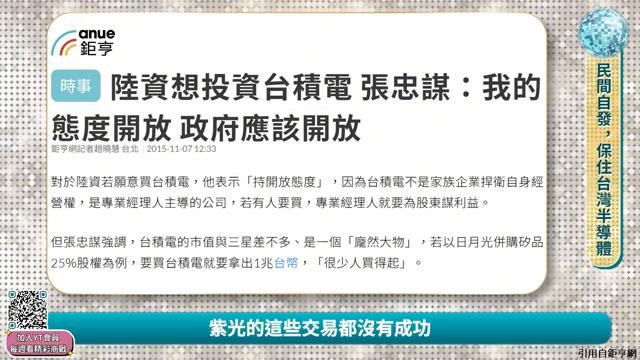 anue
鉅亨
時事
陸資想投資台積電 張忠謀：我的
態度開放 政府應該開放
鉅亨網記者趙曉慧 台北 2015-11-07 12:33
對於陸資若願意買台積電，他表示「持開放態度」，因為台積電不是家族企業捍衛自身經
營權，是專業經理人主導的公司，若有人要買，專業經理人就要為股東謀利益。
但張忠謀強調，台積電的市值與三星差不多、是一個「龐然大物」，若以日月光併購矽品
25%股權為例，要買台積電就要拿出1兆台幣，「很少人買得起」。
民間自發，保住台灣半導體
紫光的這些交易都沒有成功
加入YT會員
每週看精彩商戰
引用自鉅亨網